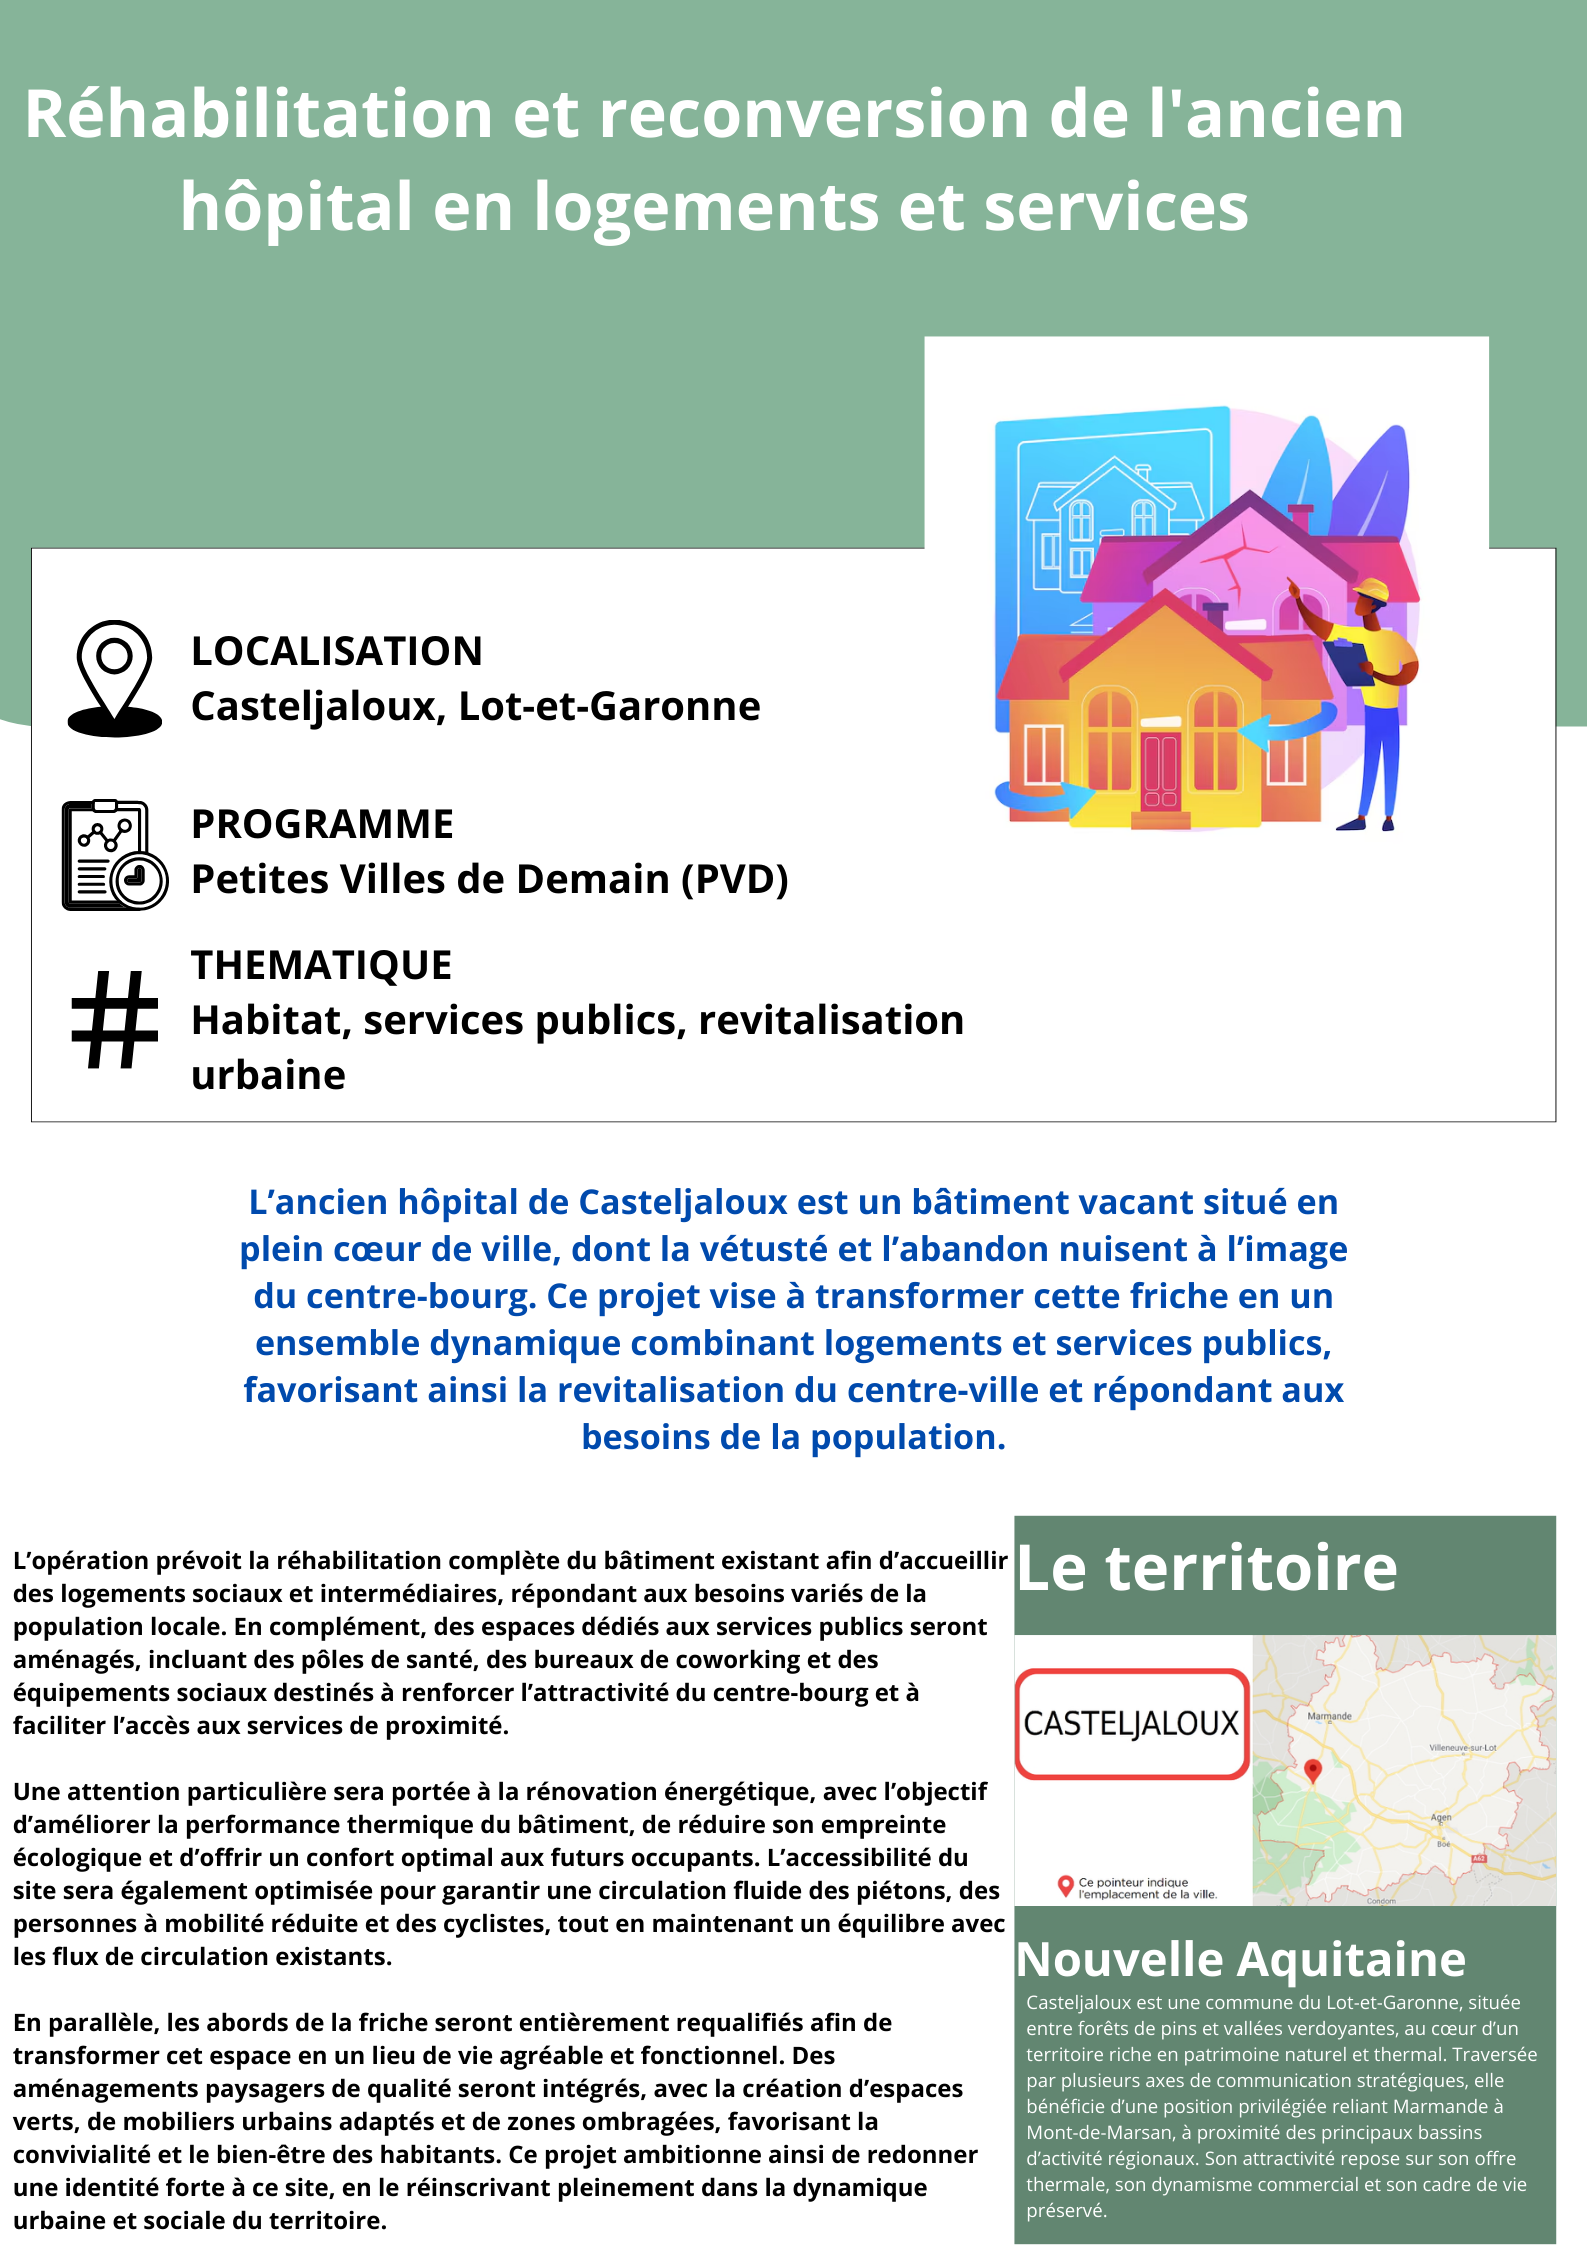 Réhabilitation et reconversion de l'ancien
hôpital en logements et services
LOCALISATION
Casteljaloux, Lot-et-Garonne
PROGRAMME
Petites Villes de Demain (PVD)
THEMATIQUE
Habitat, services publics, revitalisation
urbaine
L’ancien hôpital de Casteljaloux est un bâtiment vacant situé en
plein cœur de ville, dont la vétusté et l’abandon nuisent à l’image
du centre-bourg. Ce projet vise à transformer cette friche en un
ensemble dynamique combinant logements et services publics,
favorisant ainsi la revitalisation du centre-ville et répondant aux
besoins de la population.
L’opération prévoit la réhabilitation complète du bâtiment existant afin d’accueillir
des logements sociaux et intermédiaires, répondant aux besoins variés de la
population locale. En complément, des espaces dédiés aux services publics seront
aménagés, incluant des pôles de santé, des bureaux de coworking et des
équipements sociaux destinés à renforcer l’attractivité du centre-bourg et à
faciliter l’accès aux services de proximité.
Une attention particulière sera portée à la rénovation énergétique, avec l’objectif
d’améliorer la performance thermique du bâtiment, de réduire son empreinte
écologique et d’offrir un confort optimal aux futurs occupants. L’accessibilité du
site sera également optimisée pour garantir une circulation fluide des piétons, des
personnes à mobilité réduite et des cyclistes, tout en maintenant un équilibre avec
les flux de circulation existants.
En parallèle, les abords de la friche seront entièrement requalifiés afin de
transformer cet espace en un lieu de vie agréable et fonctionnel. Des
aménagements paysagers de qualité seront intégrés, avec la création d’espaces
verts, de mobiliers urbains adaptés et de zones ombragées, favorisant la
convivialité et le bien-être des habitants. Ce projet ambitionne ainsi de redonner
une identité forte à ce site, en le réinscrivant pleinement dans la dynamique
urbaine et sociale du territoire.
Le territoire
CASTELJALOUX
Marmande
Villeneuve-sur-Lot
Agen
Boé
A62
Condom
Ce pointeur indique
l’emplacement de la ville.
Nouvelle Aquitaine
Casteljaloux est une commune du Lot-et-Garonne, située
entre forêts de pins et vallées verdoyantes, au cœur d’un
territoire riche en patrimoine naturel et thermal. Traversée
par plusieurs axes de communication stratégiques, elle
bénéficie d’une position privilégiée reliant Marmande à
Mont-de-Marsan, à proximité des principaux bassins
d’activité régionaux. Son attractivité repose sur son offre
thermale, son dynamisme commercial et son cadre de vie
préservé.